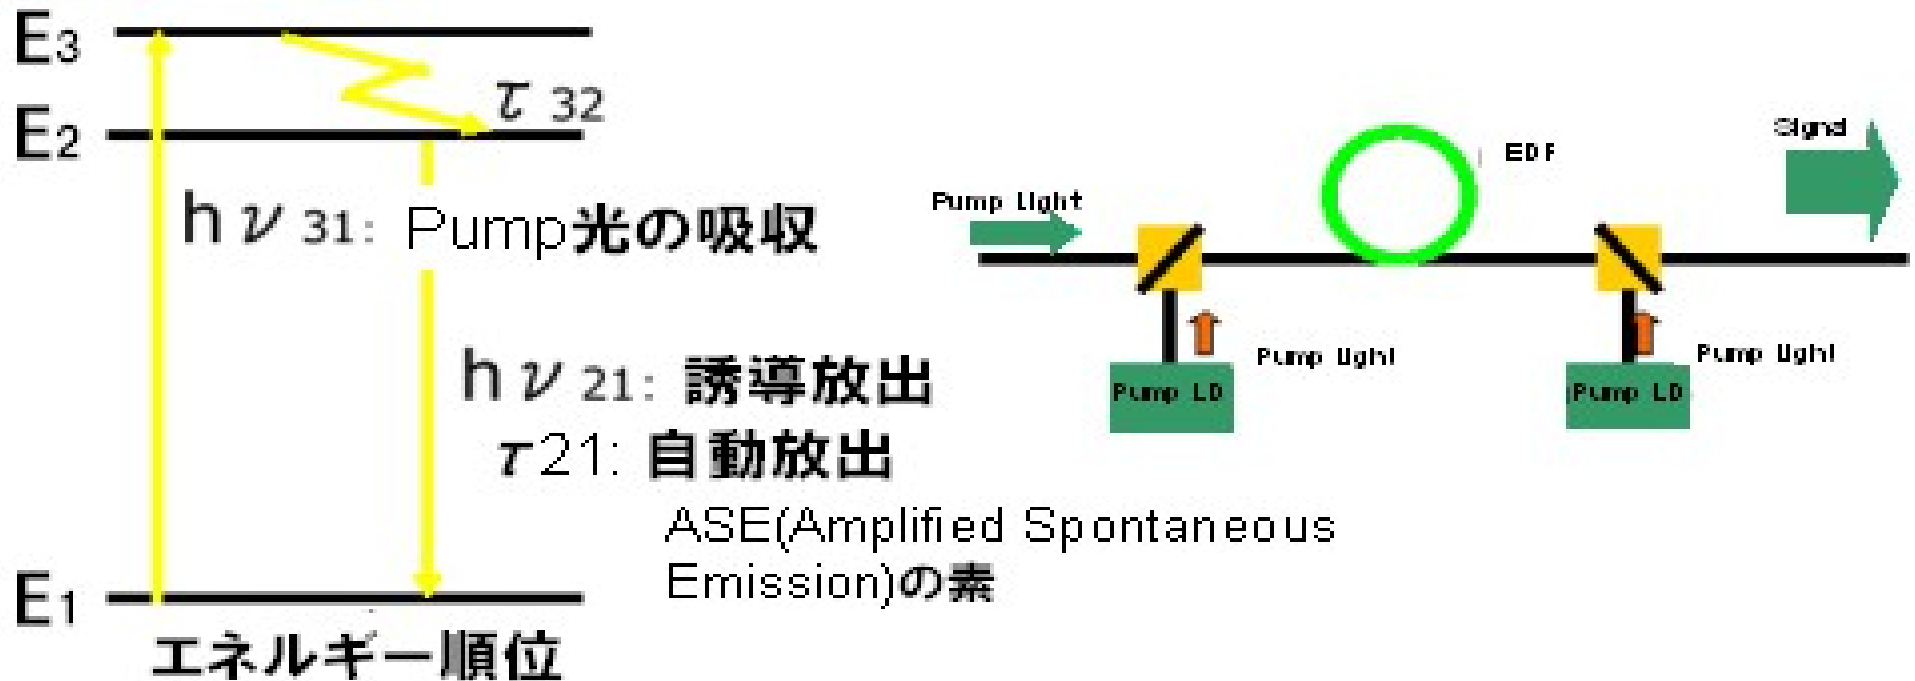 E3
τ 32
E2
hν 31: Pump光の吸収
hν 21: 誘導放出
τ21: 自動放出
ASE(Amplified Spontaneous
Emission)の素
E1
エネルギー順位
Signal
EDF
Pump Light
Pump Light
Pump Light
Pump LD
Pump LD